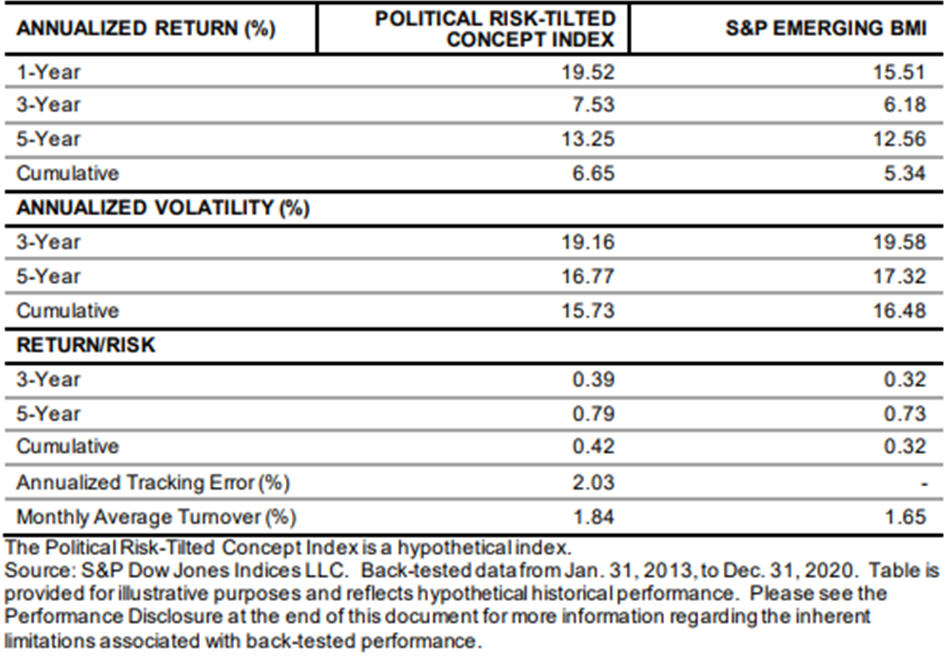 ANNUALIZED RETURN (%) POLITICAL RISK-TILTED CONCEPT INDEX S&P EMERGING BMI
1-Year 19.52 15.51
3-Year 7.53 6.18
5-Year 13.25 12.56
Cumulative 6.65 5.34
ANNUALIZED VOLATILITY (%)
3-Year 19.16 19.58
5-Year 16.77 17.32
Cumulative 15.73 16.48
RETURN/RISK
3-Year 0.39 0.32
5-Year 0.79 0.73
Cumulative 0.42 0.32
Annualized Tracking Error (%) 2.03 -
Monthly Average Turnover (%) 1.84 1.65
The Political Risk-Tilted Concept Index is a hypothetical index.
Source: S&P Dow Jones Indices LLC. Back-tested data from Jan. 31, 2013, to Dec. 31, 2020. Table is
provided for illustrative purposes and reflects hypothetical historical performance. Please see the
Performance Disclosure at the end of this document for more information regarding the inherent
limitations associated with back-tested performance.